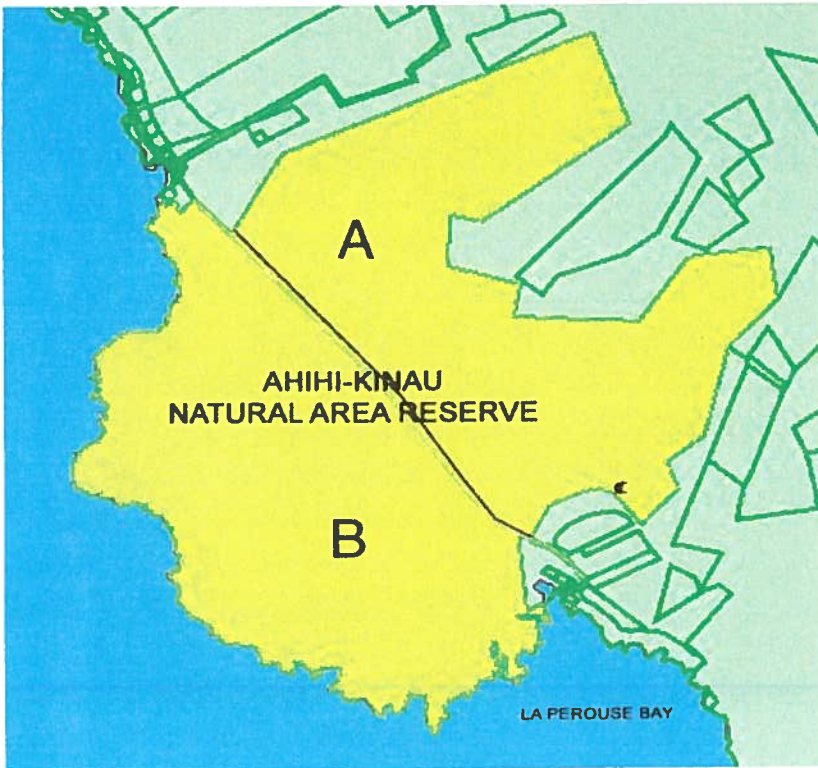 A
AHIHI-KINAU
NATURAL AREA RESERVE
B
LA PEROUSE BAY